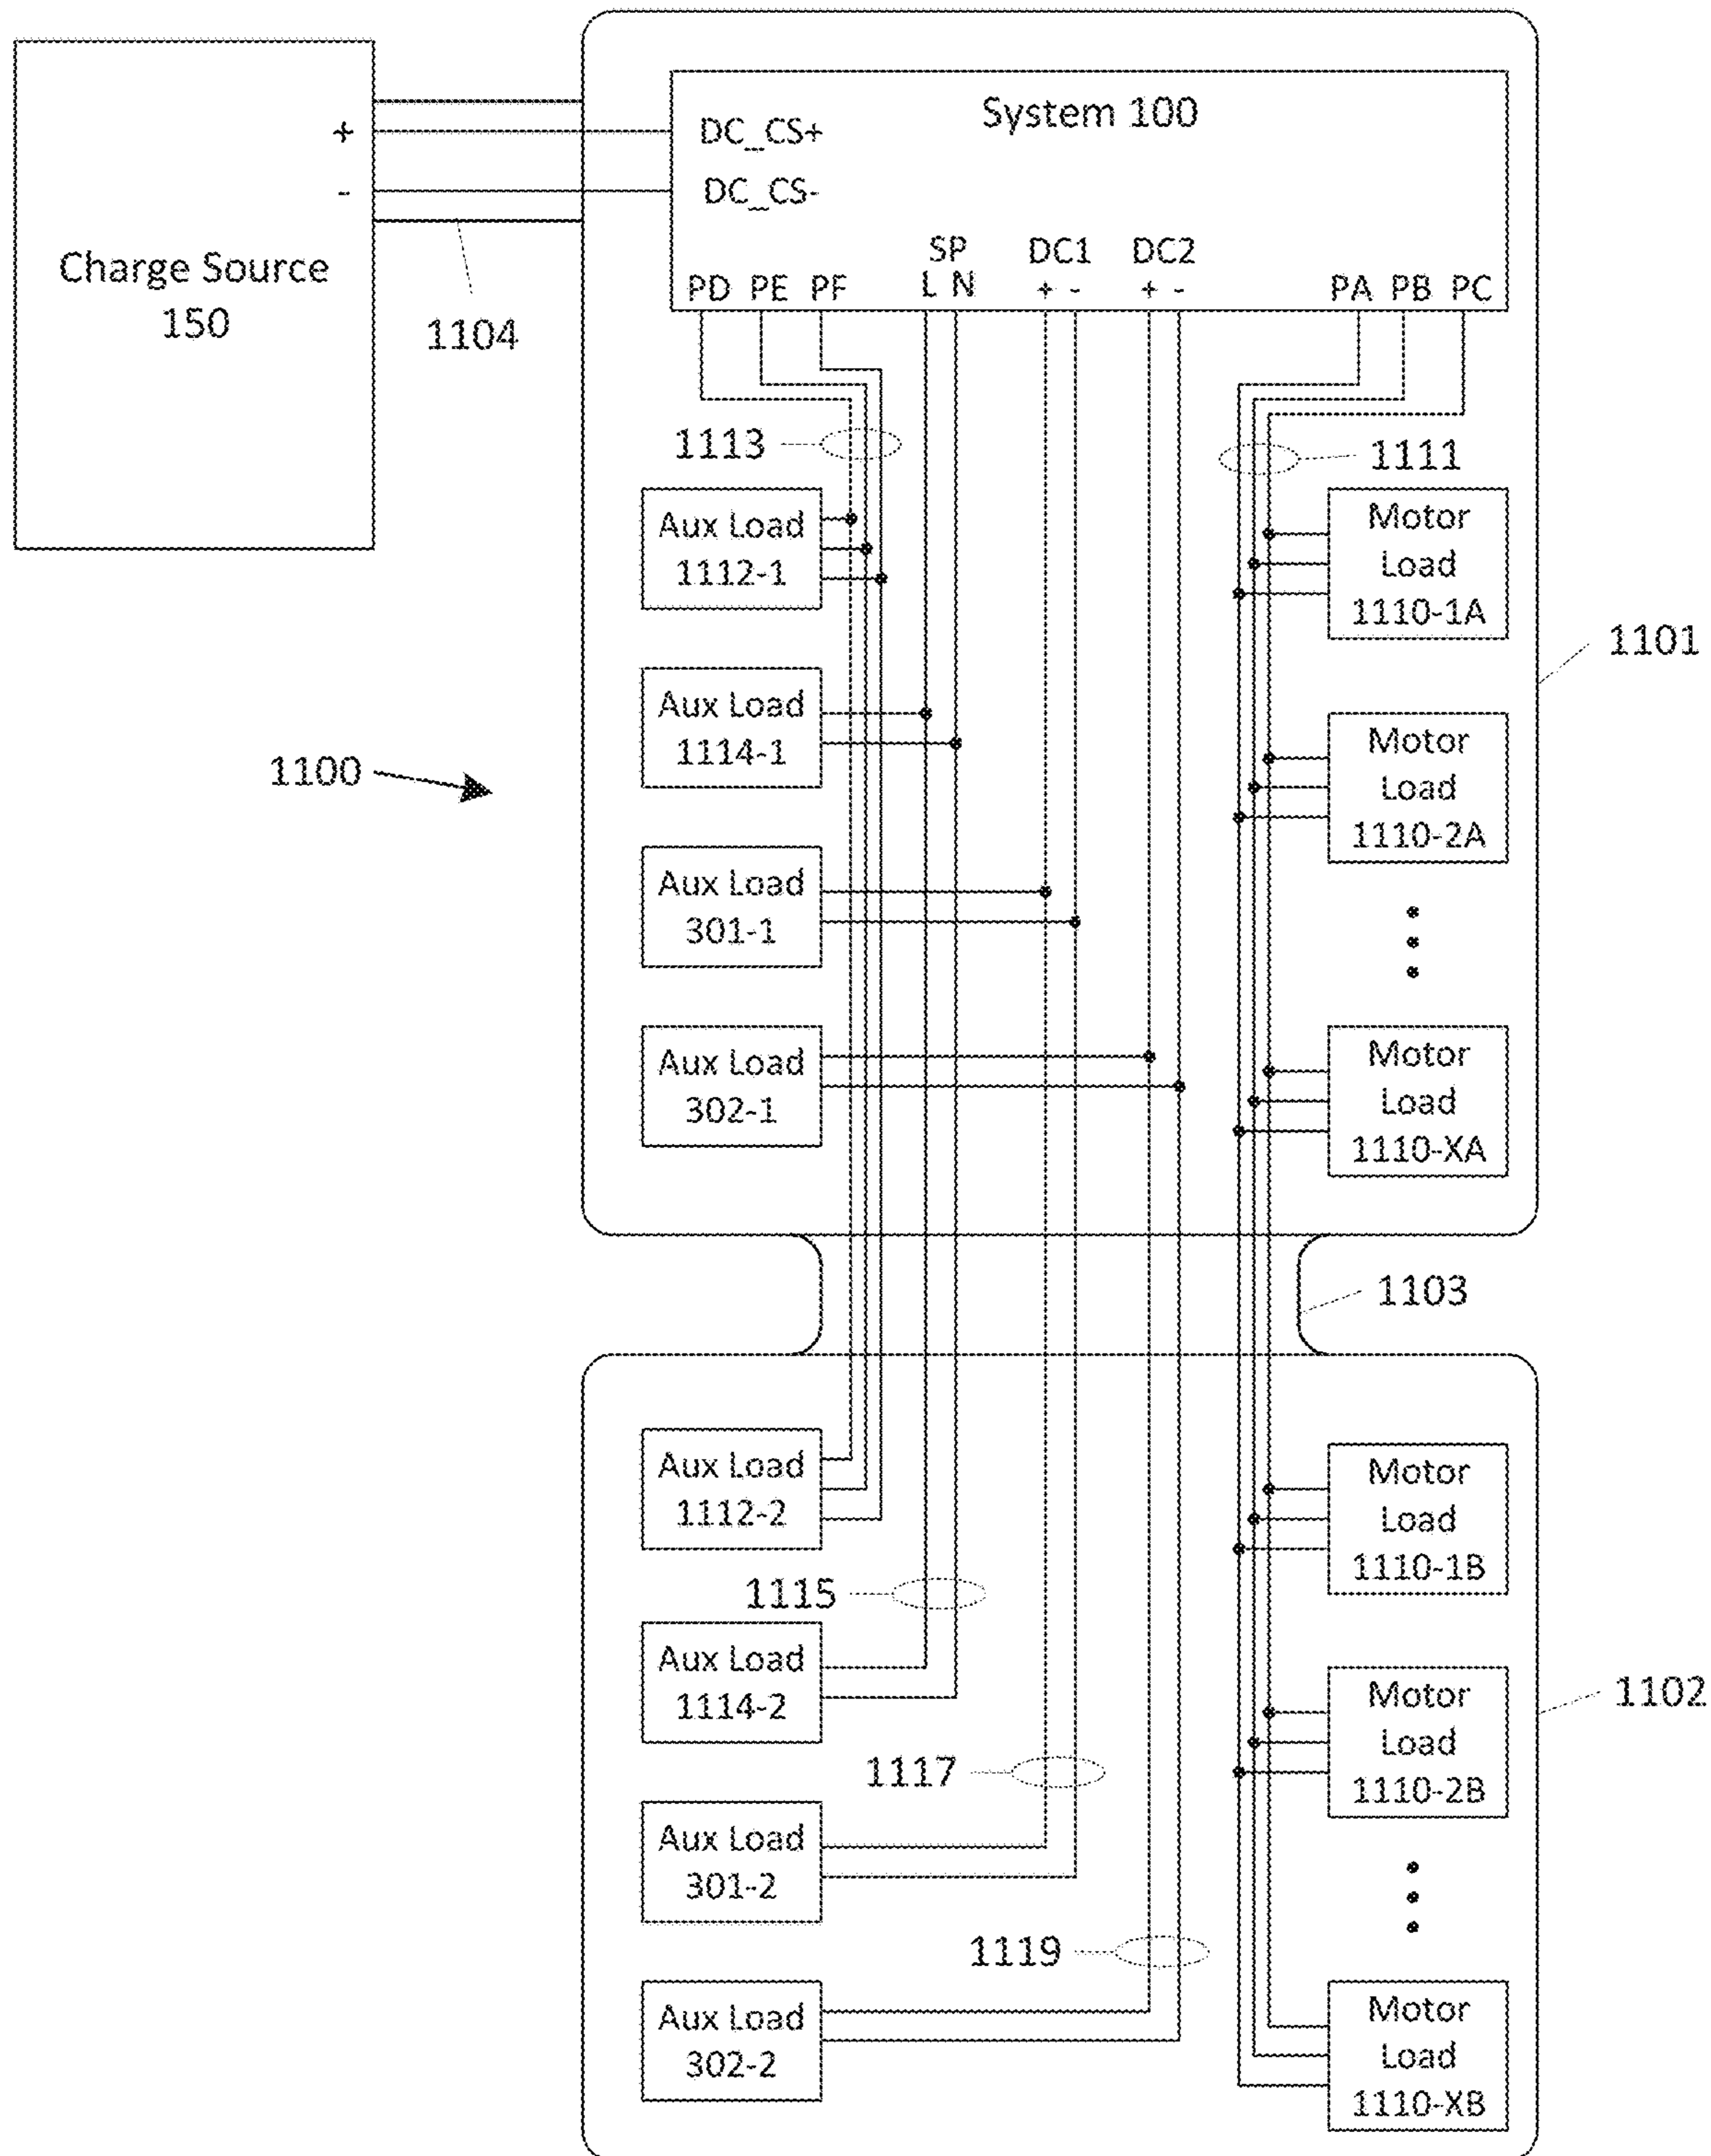 System 100
+
DC_CS+
-
DC_CS-
Charge Source
150
1104
SP
DC1
DC2
PD PE PF
L N
+ -
+ -
PA PB PC
1113
1111
Aux Load
1112-1
Motor
Load
1110-1A
1101
Aux Load
1114-1
Motor
Load
1110-2A
1100
Aux Load
301-1
Aux Load
302-1
Motor
Load
1110-XA
1103
Aux Load
1112-2
Motor
Load
1110-1B
1115
Aux Load
1114-2
Motor
Load
1110-2B
1102
1117
Aux Load
301-2
1119
Aux Load
302-2
Motor
Load
1110-XB